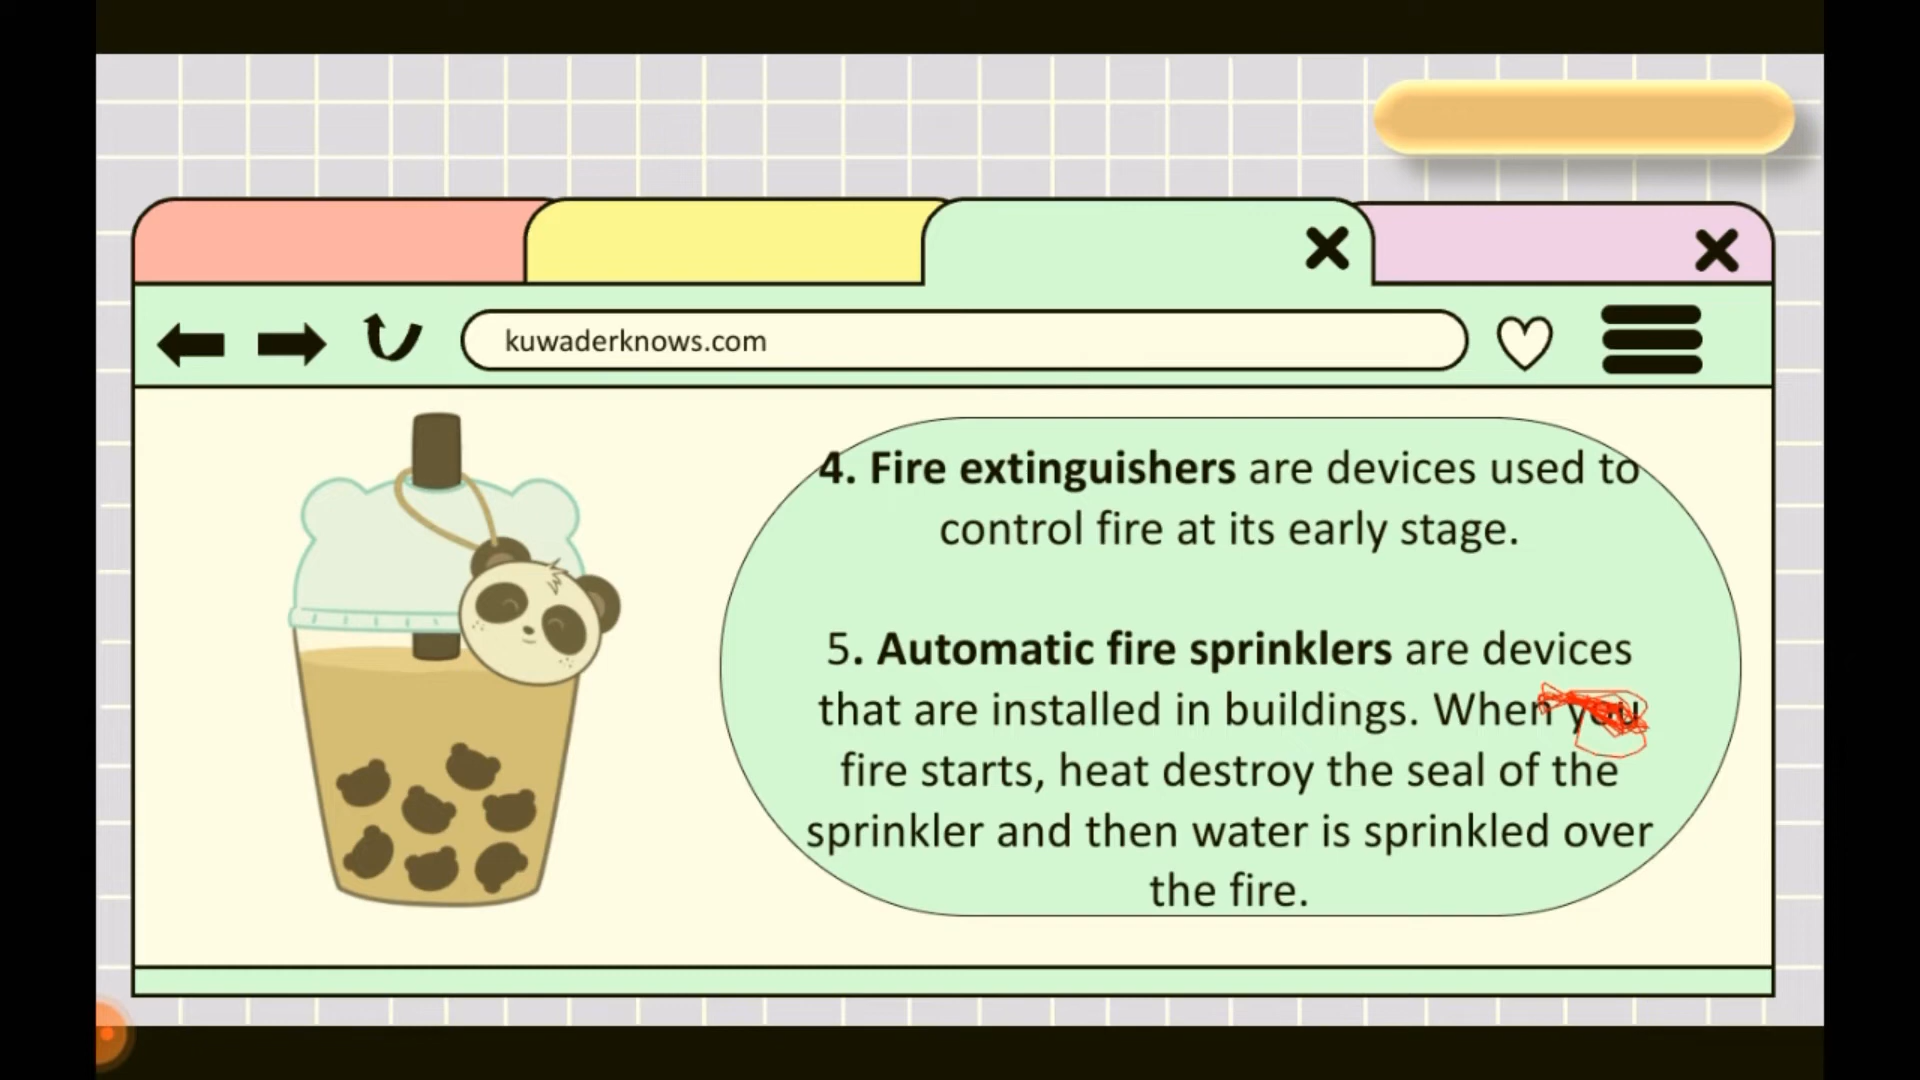 kuwaderknows.com
4. Fire extinguishers are devices used to
control fire at its early stage.
5. Automatic fire sprinklers are devices
that are installed in buildings. When you
fire starts, heat destroy the seal of the
sprinkler and then water is sprinkled over
the fire.